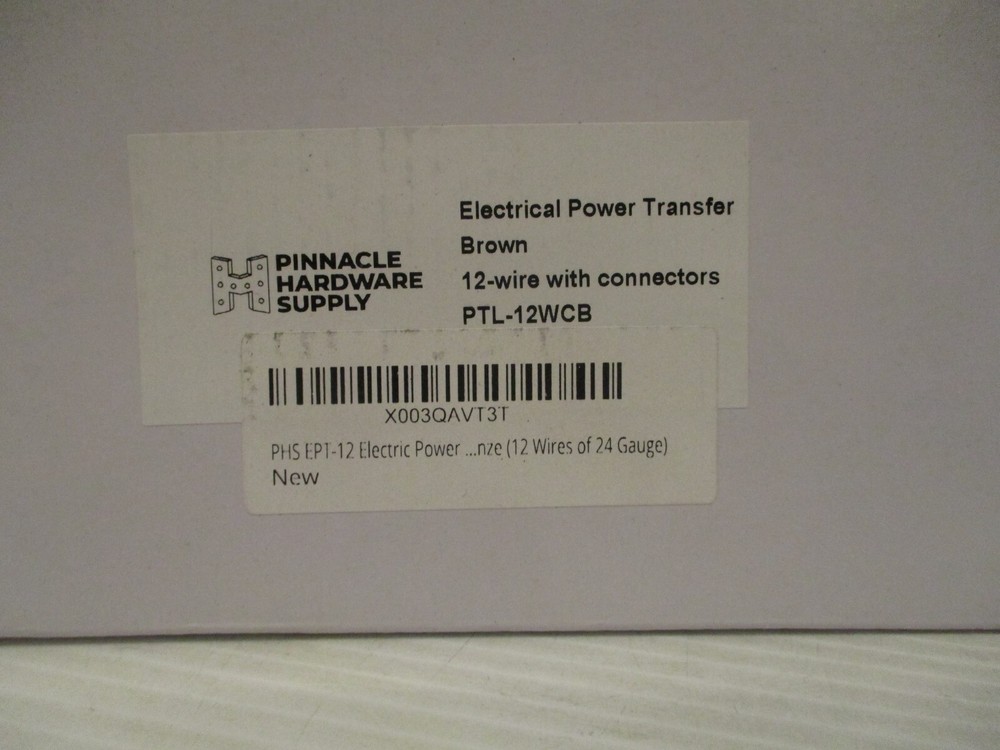 PINNACLE
HARDWARE
SUPPLY
Electrical Power Transfer
Brown
12-wire with connectors
PTL-12WCB
X003QAVT3T
PHS EPT-12 Electric Power ...nze (12 Wires of 24 Gauge)
New